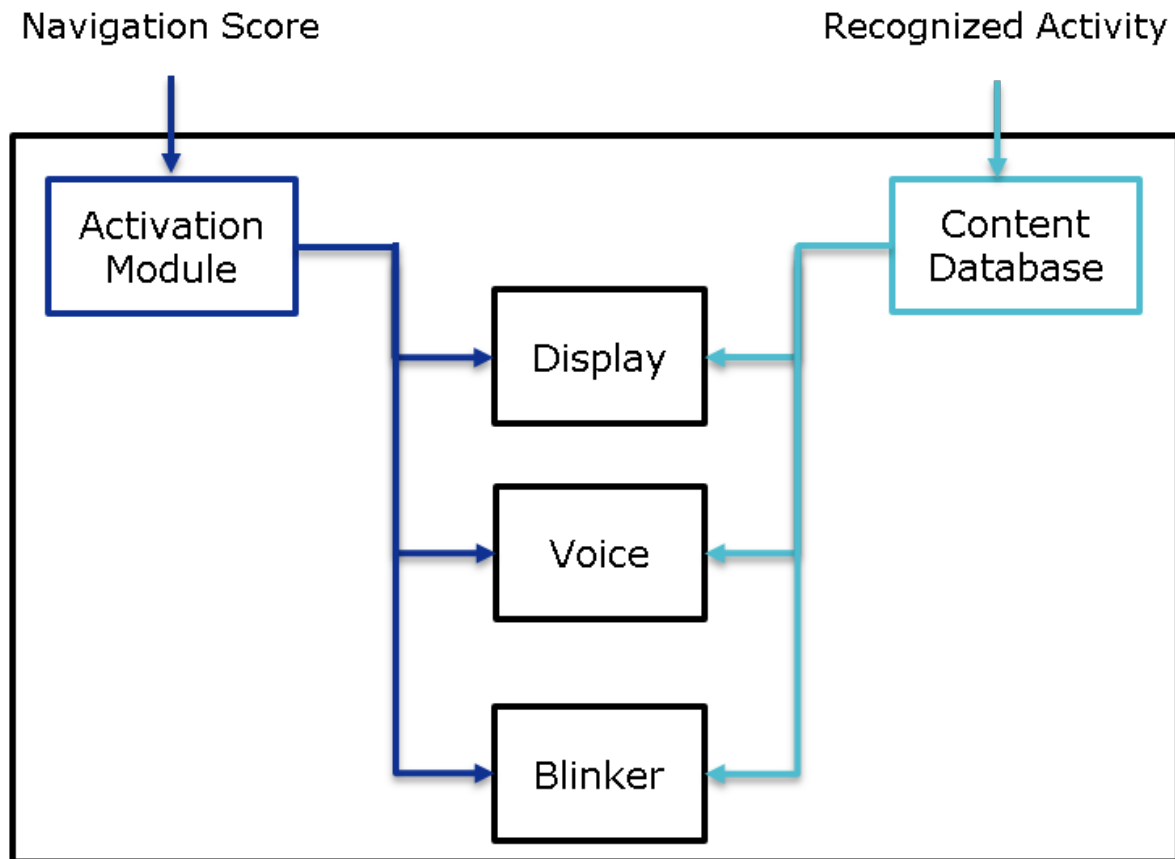 Navigation Score
Recognized Activity
Activation
Module
Content
Database
Display
Voice
Blinker